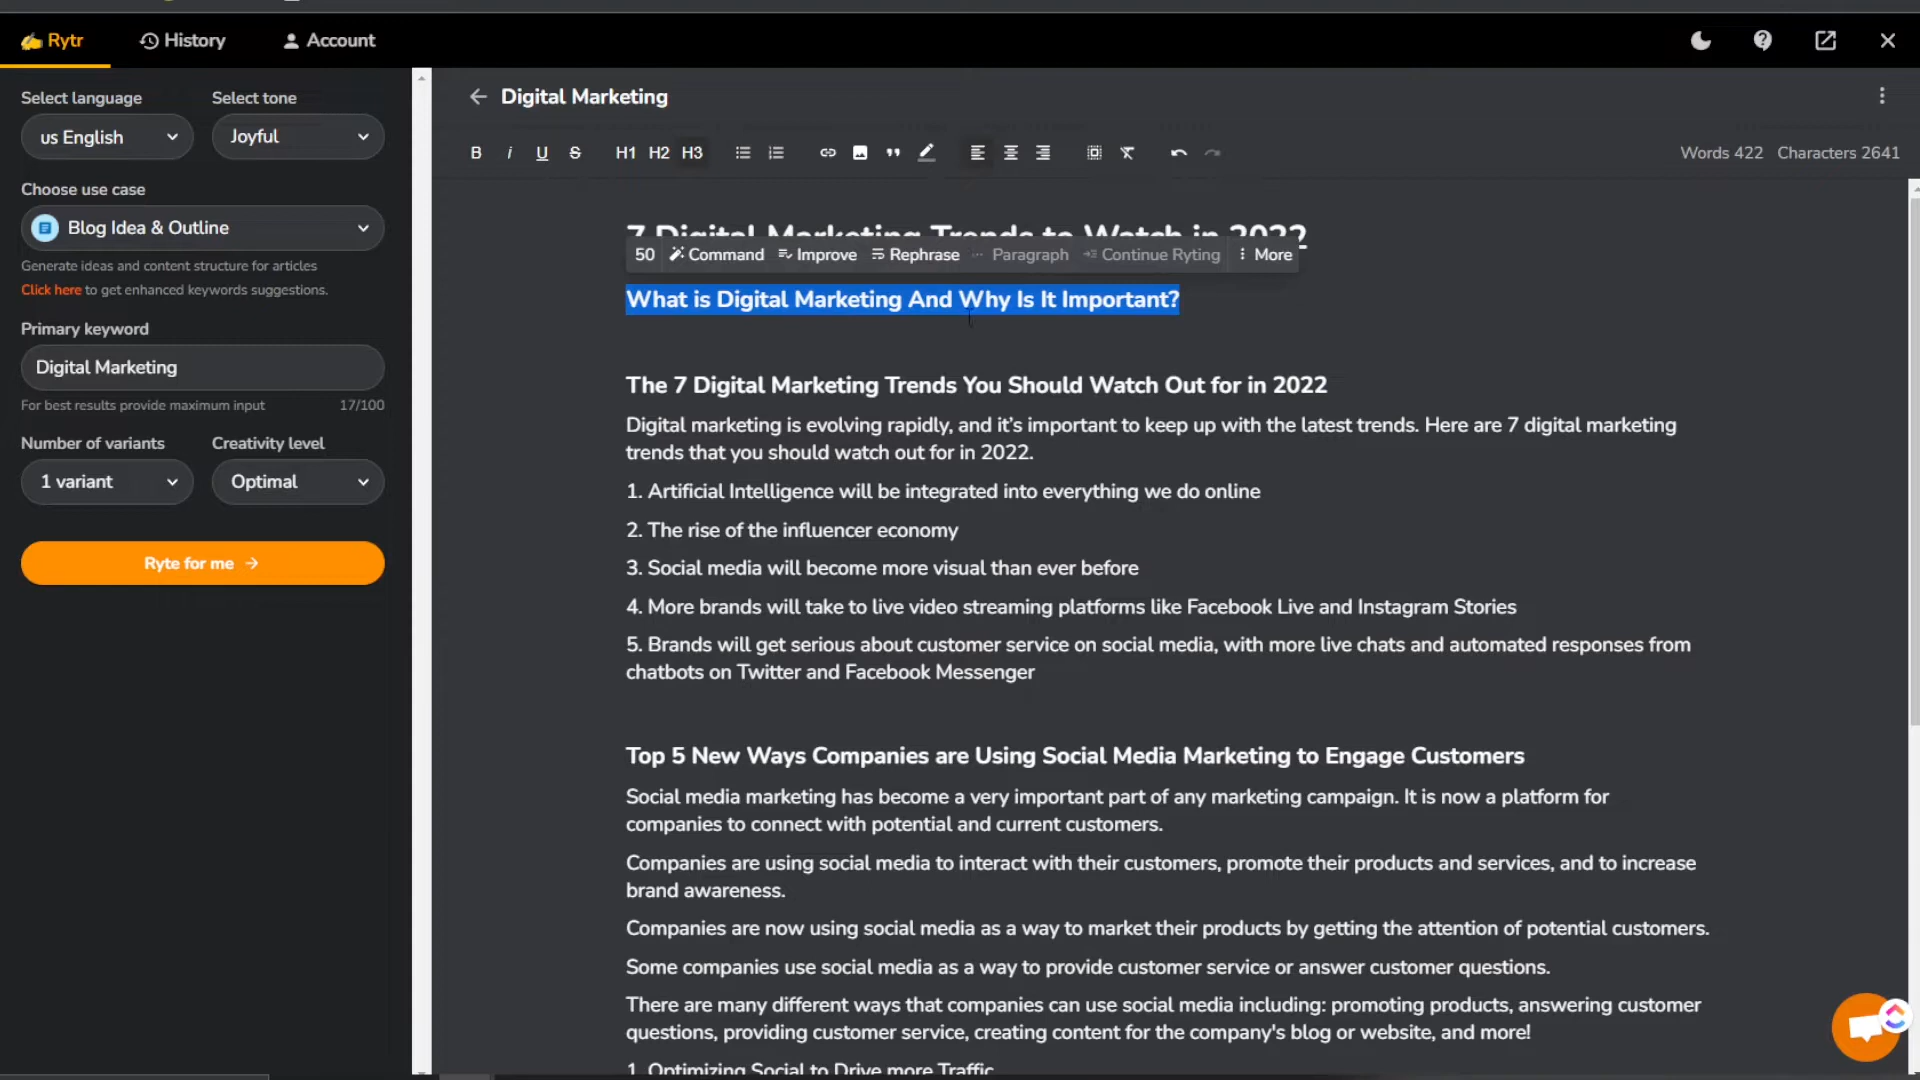 Rytr
History
Account
Select language
Select tone
us English
Joyful
Choose use case
Blog Idea & Outline
Generate ideas and content structure for articles
Click here to get enhanced keywords suggestions.
Primary keyword
Digital Marketing
For best results provide maximum input
17/100
Number of variants
Creativity level
1 variant
Optimal
Ryte for me
Digital Marketing
B i U S H1 H2 H3
Words 422 Characters 2641
7 Digital Marketing Trends to Watch in 2022
50 Command Improve Rephrase Paragraph Continue Ryting More
What is Digital Marketing And Why Is It Important?
The 7 Digital Marketing Trends You Should Watch Out for in 2022
Digital marketing is evolving rapidly, and it's important to keep up with the latest trends. Here are 7 digital marketing
trends that you should watch out for in 2022.
1. Artificial Intelligence will be integrated into everything we do online
2. The rise of the influencer economy
3. Social media will become more visual than ever before
4. More brands will take to live video streaming platforms like Facebook Live and Instagram Stories
5. Brands will get serious about customer service on social media, with more live chats and automated responses from
chatbots on Twitter and Facebook Messenger
Top 5 New Ways Companies are Using Social Media Marketing to Engage Customers
Social media marketing has become a very important part of any marketing campaign. It is now a platform for
companies to connect with potential and current customers.
Companies are using social media to interact with their customers, promote their products and services, and to increase
brand awareness.
Companies are now using social media as a way to market their products by getting the attention of potential customers.
Some companies use social media as a way to provide customer service or answer customer questions.
There are many different ways that companies can use social media including: promoting products, answering customer
questions, providing customer service, creating content for the company's blog or website, and more!
1. Optimizing Social to Drive more Traffic